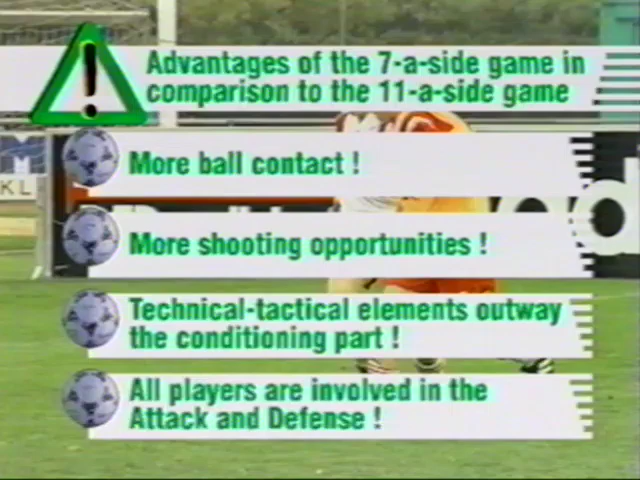 Advantages of the 7-a-side game in
comparison to the 11-a-side game
KL
More ball contact !
More shooting opportunities !
Technical-tactical elements outway
the conditioning part !
All players are involved in the
Attack and Defense !